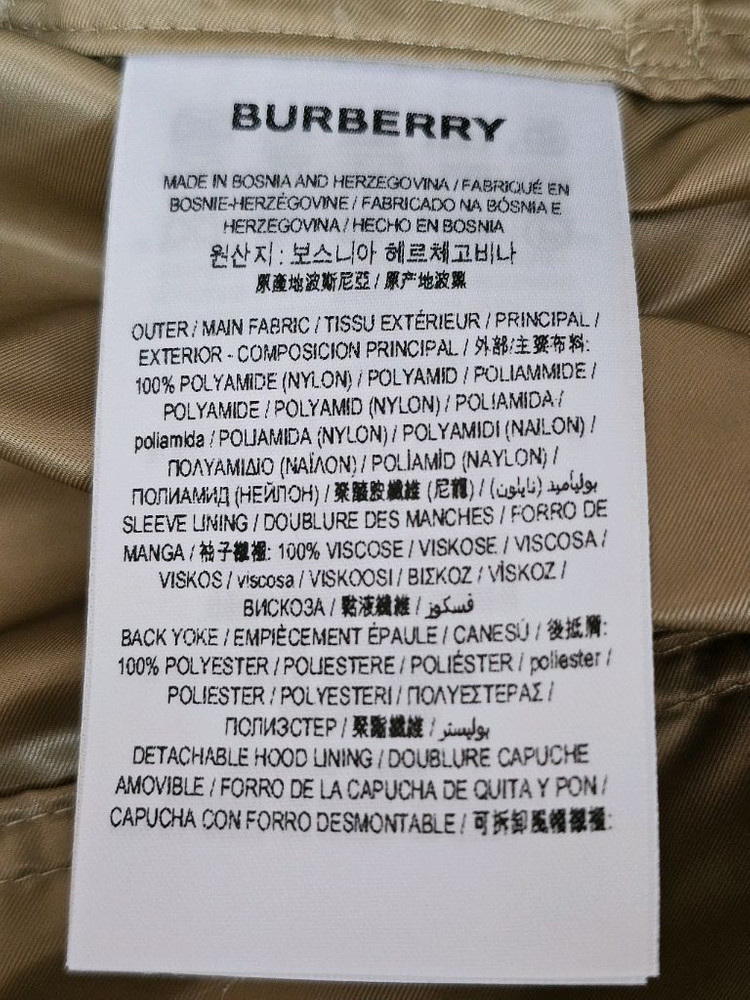 BURBERRY
MADE IN BOSNIA AND HERZEGOVINA / FABRIQUÉ EN
BOSNIE-HERZÉGOVINE / FABRICADO NA BÓSNIA E
HERZEGOVINA / HECHO EN BOSNIA
원산지 : 보스니아 헤르체고비나
原產地波斯尼亞 / 原产地波黑
OUTER / MAIN FABRIC / TISSU EXTÉRIEUR / PRINCIPAL /
EXTERIOR - COMPOSICION PRINCIPAL / 外部/主要布料:
100% POLYAMIDE (NYLON) / POLYAMID / POLIAMMIDE /
POLYAMIDE / POLYAMID (NYLON) / POLIAMIDA /
poliamida / POLIAMIDA (NYLON) / POLYAMIDI (NAILON) /
ΠΟΛΥΑΜΙΔΙΟ (ΝΑΪΛΟΝ) / POLİAMİD (NAYLON) /
ПОЛИАМИД (НЕЙЛОН) / 聚醯胺纖維 (尼龍) / بولياميد (نايلون)
SLEEVE LINING / DOUBLURE DES MANCHES / FORRO DE
MANGA / 袖子襯裡: 100% VISCOSE / VISKOSE / VISCOSA /
VISKOS / viscosa / VISKOOSI / ΒΙΣΚΟΖ / VİSKOZ /
ВИСКОЗА / 黏液纖維 / فسكوز
BACK YOKE / EMPIÈCEMENT ÉPAULE / CANESÚ / 後抵肩:
100% POLYESTER / POLIESTERE / POLIÉSTER / poliester /
POLIESTER / POLYESTERI / ΠΟΛΥΕΣΤΕΡΑΣ /
ПОЛИЭСТЕР / 聚酯纖維 / بوليستر
DETACHABLE HOOD LINING / DOUBLURE CAPUCHE
AMOVIBLE / FORRO DE LA CAPUCHA DE QUITA Y PON /
CAPUCHA CON FORRO DESMONTABLE / 可拆卸風帽襯裡: